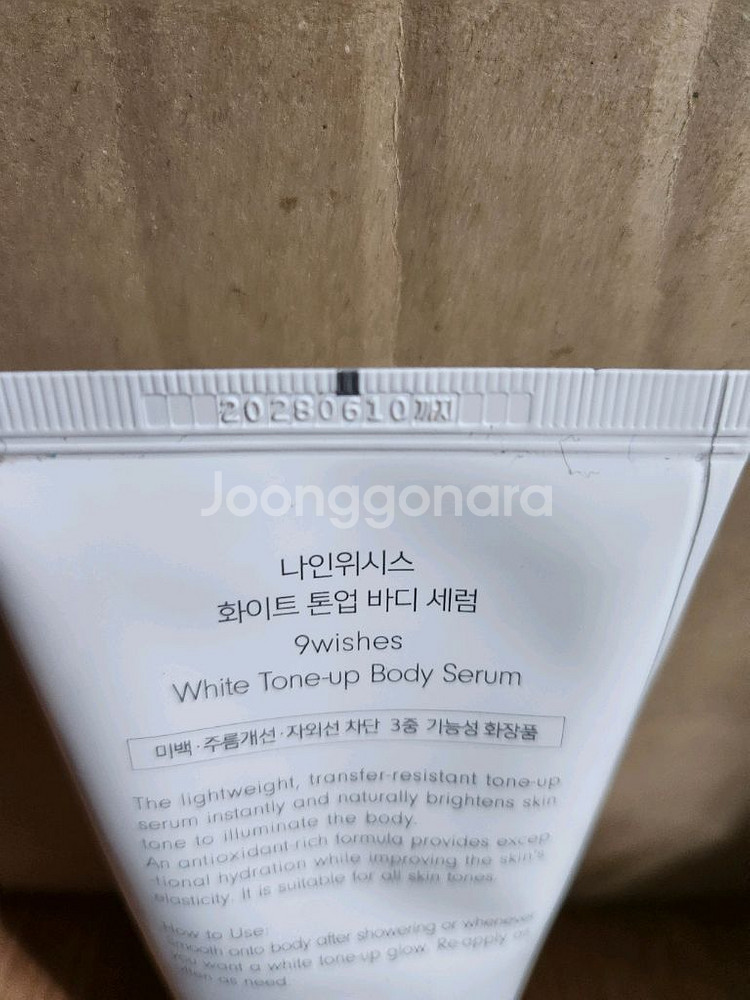 20280610까지
Joonggonara
나인위시스
화이트 톤업 바디 세럼
9wishes
White Tone-up Body Serum
미백·주름개선·자외선 차단 3중 기능성 화장품
The lightweight, transfer-resistant tone-up
serum instantly and naturally brightens skin
tone to illuminate the body.
An antioxidant-rich formula provides excep
-tional hydration while improving the skin's
elasticity. It is suitable for all skin tones.
How to Use:
Smooth onto body after showering or whenever
you want a white tone-up glow. Re-apply as
often as need.